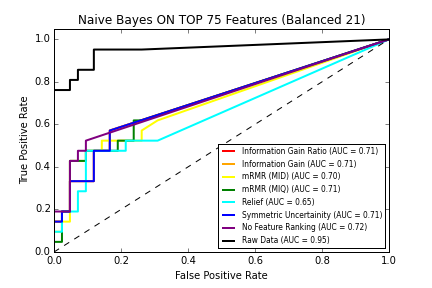 Naive Bayes ON TOP 75 Features (Balanced 21)
True Positive Rate
1.0
0.8
0.6
0.4
0.2
0.0
Information Gain Ratio (AUC = 0.71)
Information Gain (AUC = 0.71)
mRMR (MID) (AUC = 0.70)
mRMR (MIQ) (AUC = 0.71)
Relief (AUC = 0.65)
Symmetric Uncertainity (AUC = 0.71)
No Feature Ranking (AUC = 0.72)
Raw Data (AUC = 0.95)
0.0 0.2 0.4 0.6 0.8 1.0
False Positive Rate